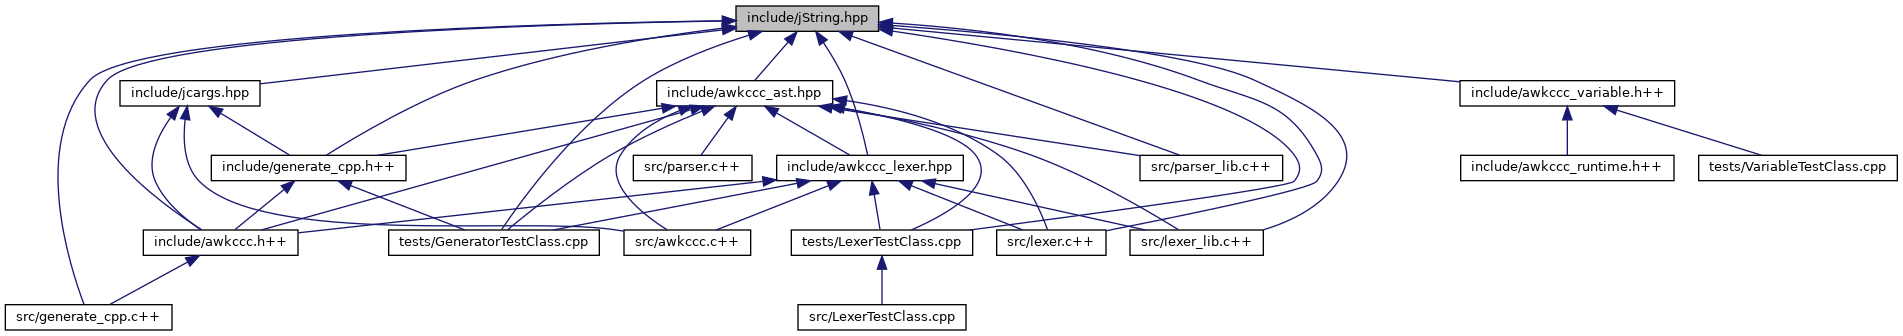 include/jString.hpp
include/jcargs.hpp
include/awkccc_ast.hpp
include/awkccc_variable.h++
include/generate_cpp.h++
src/parser.c++
include/awkccc_lexer.hpp
src/parser_lib.c++
include/awkccc_runtime.h++
tests/VariableTestClass.cpp
include/awkccc.h++
tests/GeneratorTestClass.cpp
src/awkccc.c++
tests/LexerTestClass.cpp
src/lexer.c++
src/lexer_lib.c++
src/generate_cpp.c++
src/LexerTestClass.cpp